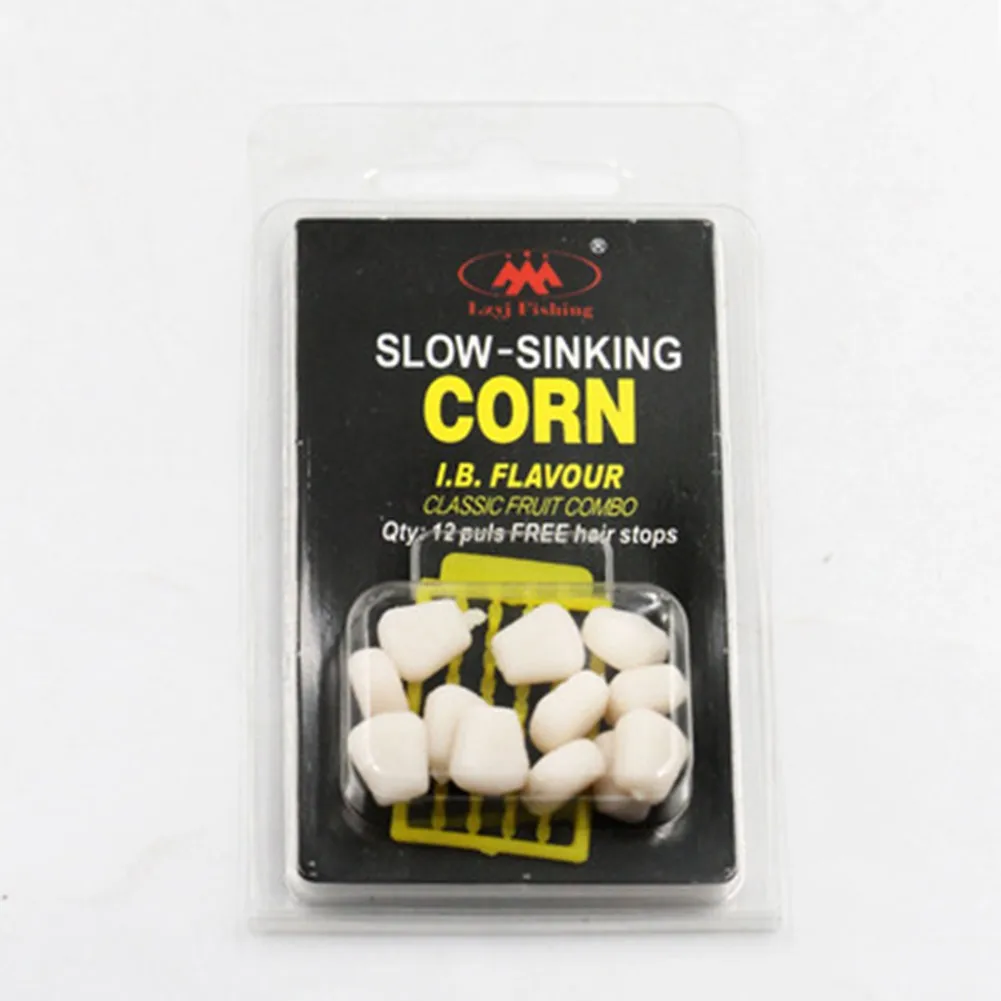 ®
Lzyj Fishing
SLOW-SINKING
CORN
I.B. FLAVOUR
CLASSIC FRUIT COMBO
Qty: 12 puls FREE hair stops